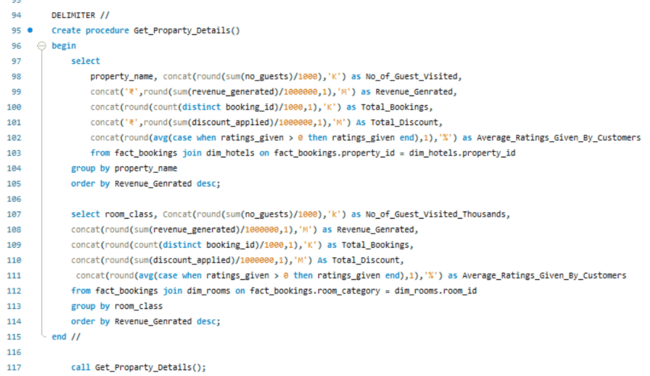 94 DELIMITER //
95 Create procedure Get_Proparty_Details()
96 begin
97 select
98 property_name, concat(round(sum(no_guests)/1000),'K') as No_of_Guest_Visited,
99 concat('₹',round(sum(revenue_generated)/1000000,1),'M') as Revenue_Genrated,
100 concat(round(count(distinct booking_id)/1000,1),'K') as Total_Bookings,
101 concat('₹',round(sum(discount_applied)/1000000,1),'M') As Total_Discount,
102 concat(round(avg(case when ratings_given > 0 then ratings_given end),1),'%') as Average_Ratings_Given_By_Customers
103 from fact_bookings join dim_hotels on fact_bookings.property_id = dim_hotels.property_id
104 group by property_name
105 order by Revenue_Genrated desc;
106
107 select room_class, Concat(round(sum(no_guests)/1000),'k') as No_of_Guest_Visited_Thousands,
108 concat(round(sum(revenue_generated)/1000000,1),'M') as Revenue_Genrated,
109 concat(round(count(distinct booking_id)/1000,1),'K') as Total_Bookings,
110 concat(round(sum(discount_applied)/1000000,1),'M') As Total_Discount,
111 concat(round(avg(case when ratings_given > 0 then ratings_given end),1),'%') as Average_Ratings_Given_By_Customers
112 from fact_bookings join dim_rooms on fact_bookings.room_category = dim_rooms.room_id
113 group by room_class
114 order by Revenue_Genrated desc;
115 end //
116
117 call Get_Proparty_Details();